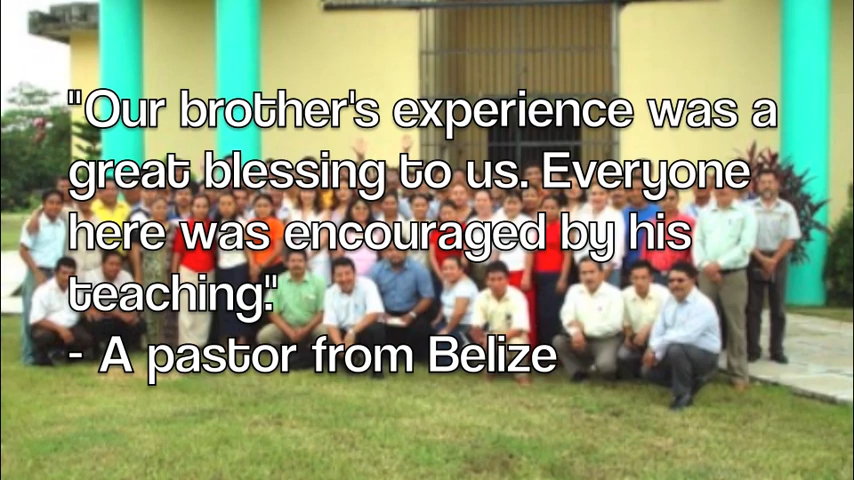 "Our brother's experience was a
great blessing to us. Everyone
here was encouraged by his
teaching."
- A pastor from Belize